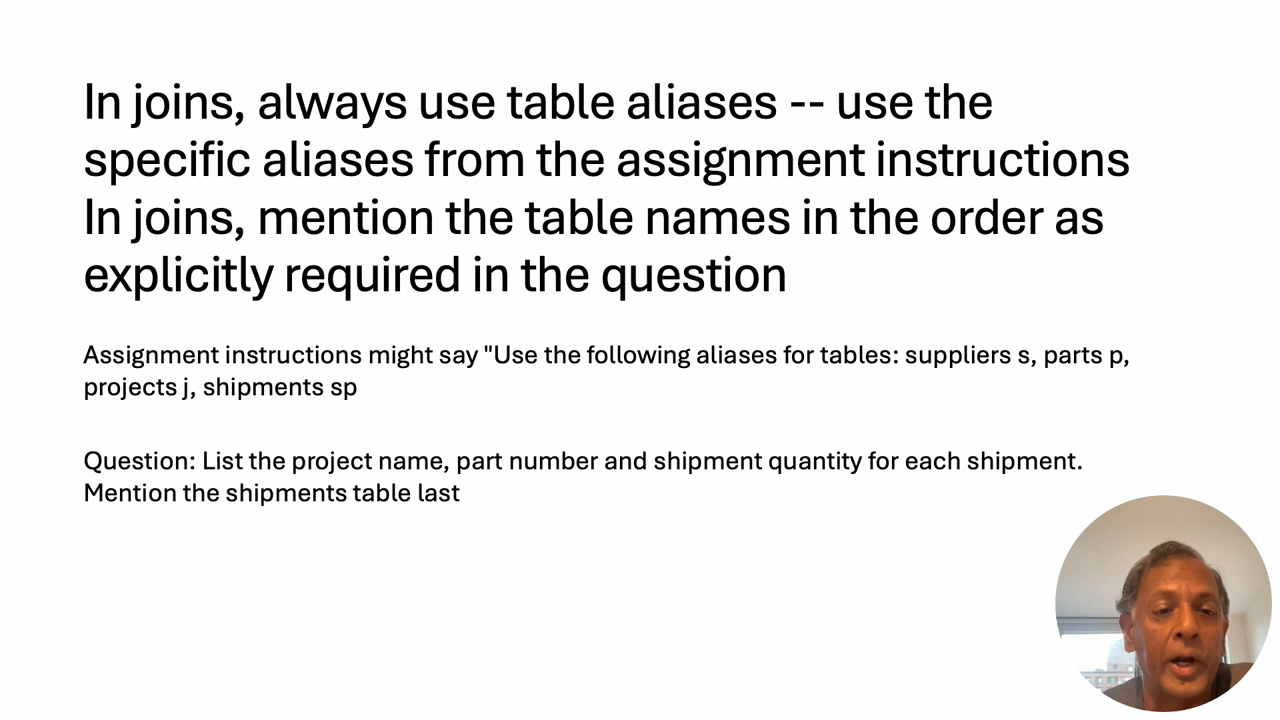 In joins, always use table aliases -- use the
specific aliases from the assignment instructions
In joins, mention the table names in the order as
explicitly required in the question
Assignment instructions might say "Use the following aliases for tables: suppliers s, parts p,
projects j, shipments sp
Question: List the project name, part number and shipment quantity for each shipment.
Mention the shipments table last